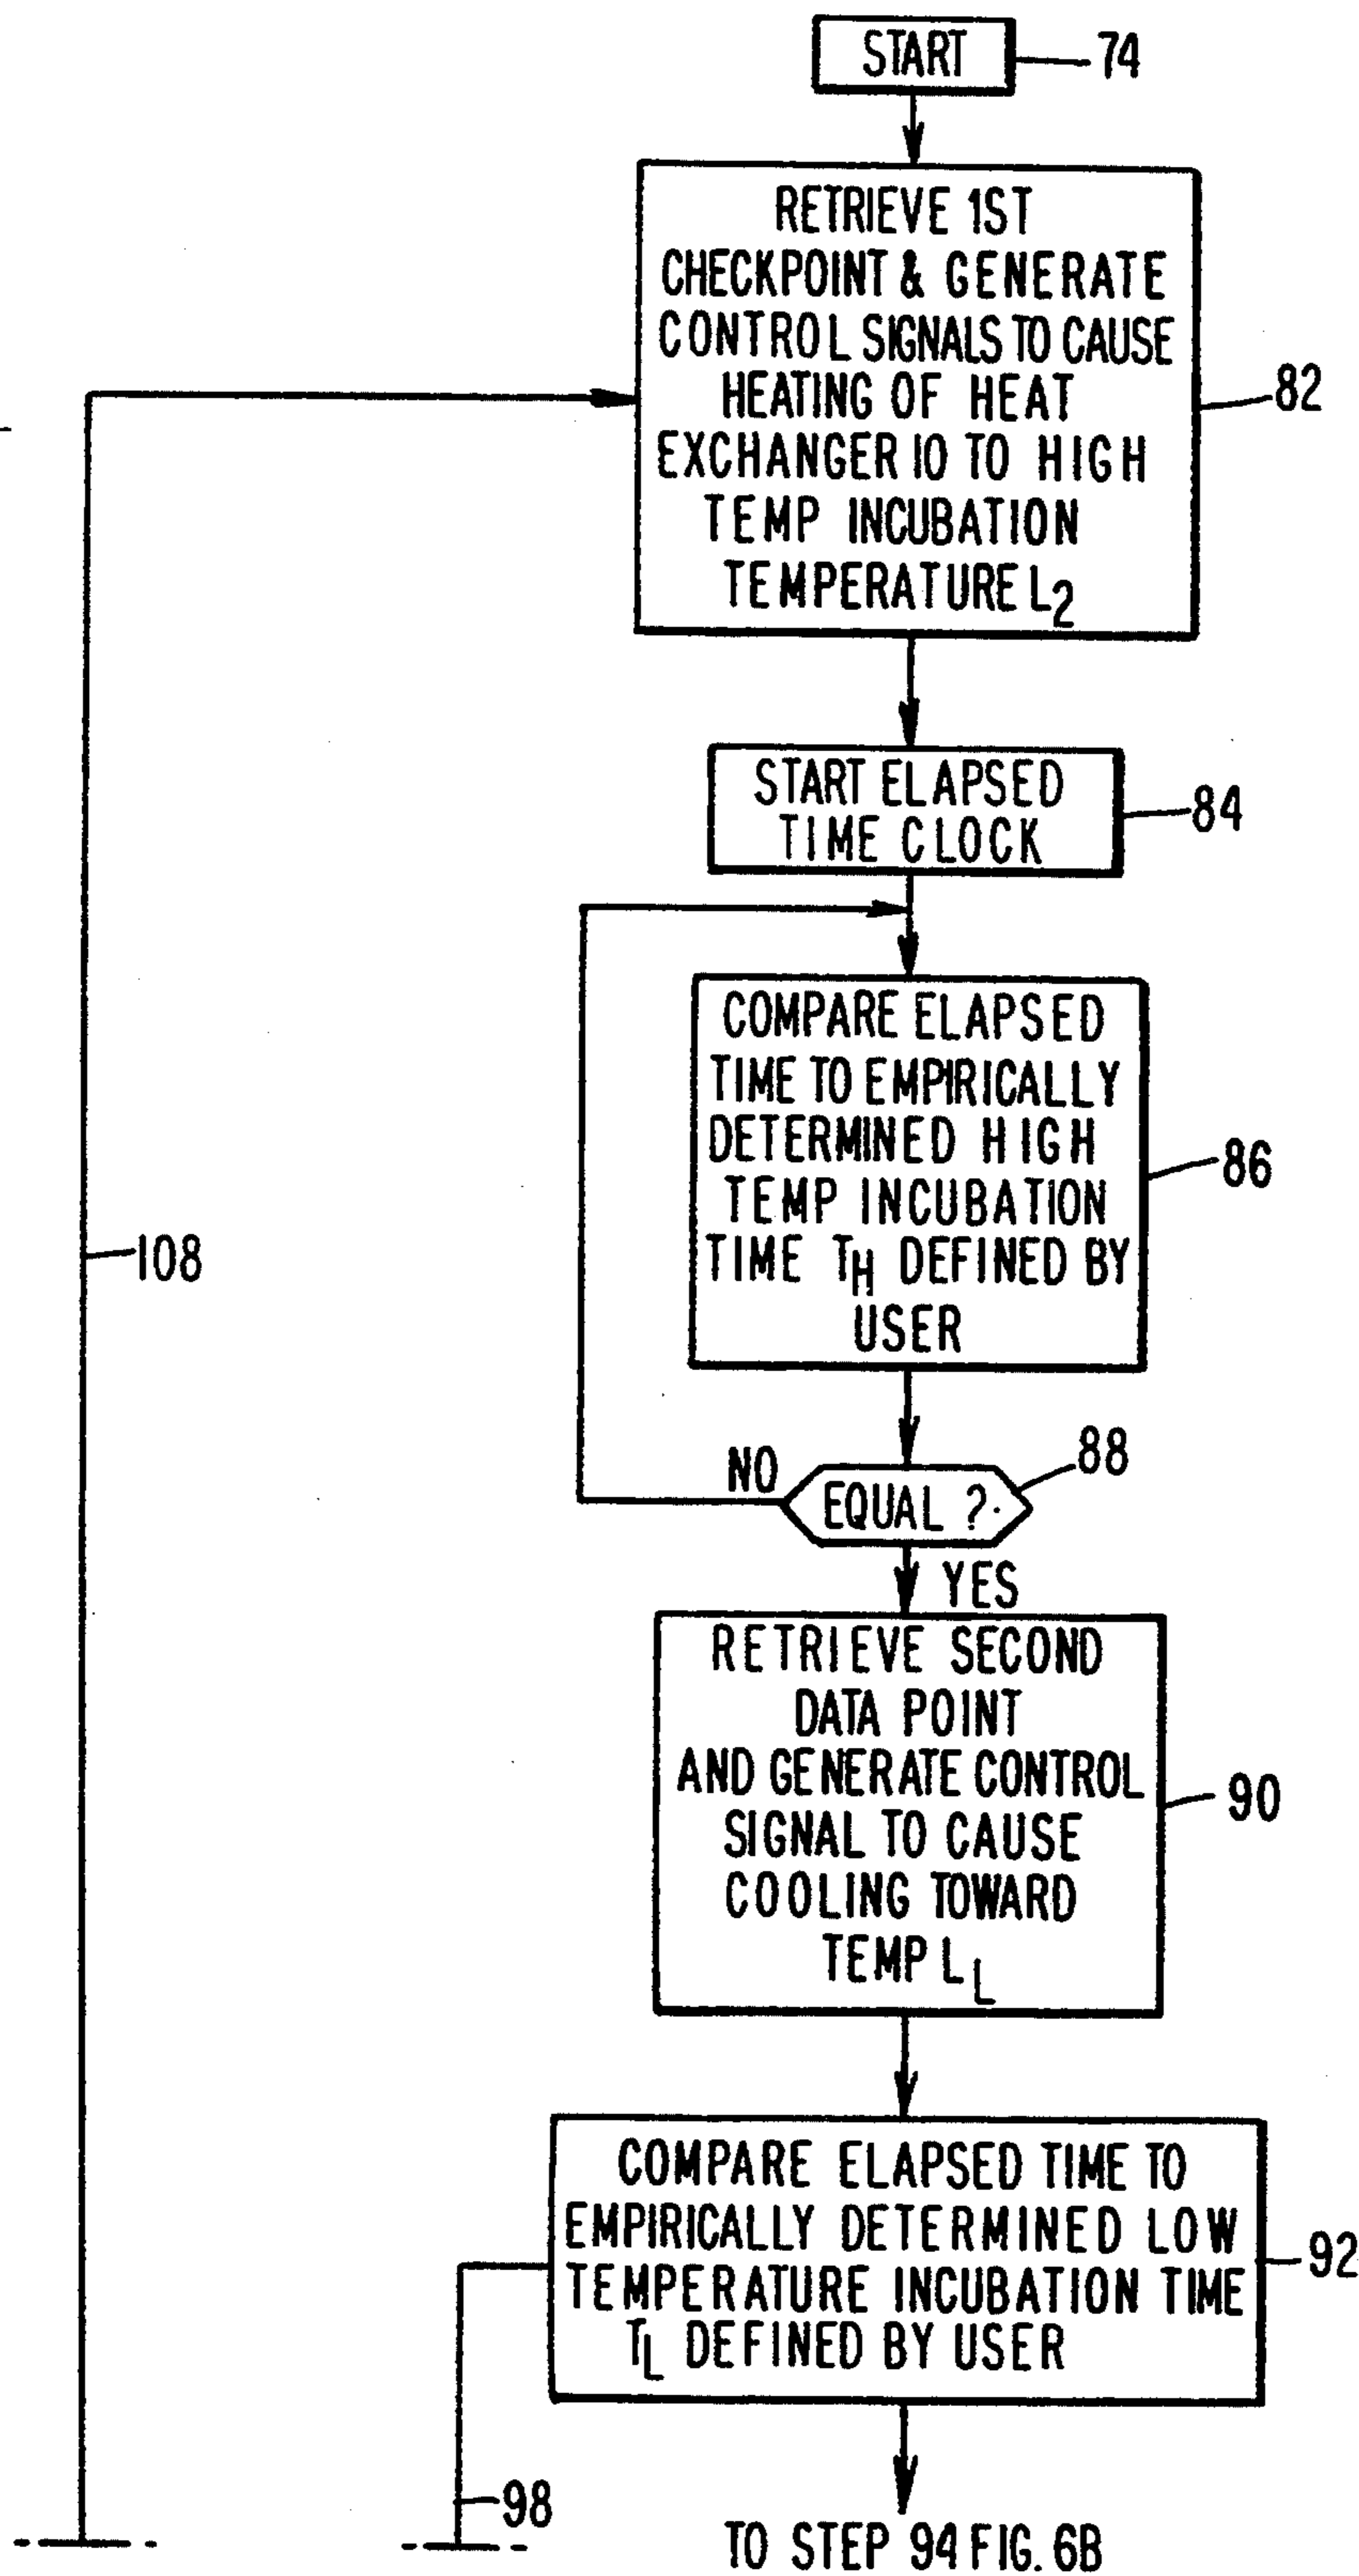 START
74
RETRIEVE 1ST
CHECKPOINT & GENERATE
CONTROL SIGNALS TO CAUSE
HEATING OF HEAT
EXCHANGER 10 TO HIGH
TEMP INCUBATION
TEMPERATURE L2
82
START ELAPSED
TIME CLOCK
84
COMPARE ELAPSED
TIME TO EMPIRICALLY
DETERMINED HIGH
TEMP INCUBATION
TIME TH DEFINED BY
USER
86
108
NO
EQUAL ?
88
YES
RETRIEVE SECOND
DATA POINT
AND GENERATE CONTROL
SIGNAL TO CAUSE
COOLING TOWARD
TEMP LL
90
COMPARE ELAPSED TIME TO
EMPIRICALLY DETERMINED LOW
TEMPERATURE INCUBATION TIME
TL DEFINED BY USER
92
98
TO STEP 94 FIG. 6B